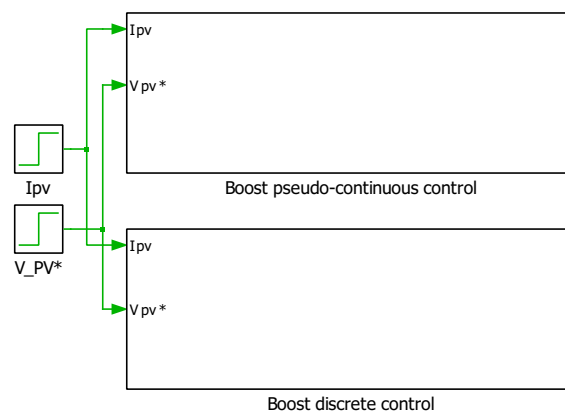 Ipv
Vpv*
Boost pseudo-continuous control
Ipv
V_PV*
Ipv
Vpv*
Boost discrete control